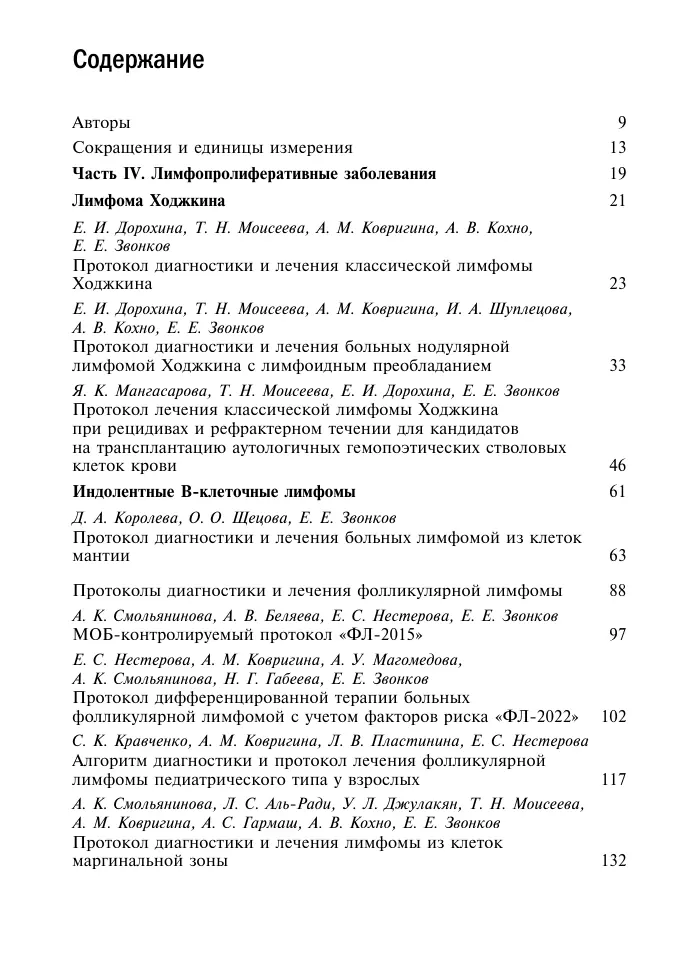 Содержание
Авторы 9
Сокращения и единицы измерения 13
Часть IV. Лимфопролиферативные заболевания 19
Лимфома Ходжкина 21
Е. И. Дорохина, Т. Н. Моисеева, А. М. Ковригина, А. В. Кохно,
Е. Е. Звонков
Протокол диагностики и лечения классической лимфомы
Ходжкина 23
Е. И. Дорохина, Т. Н. Моисеева, А. М. Ковригина, И. А. Шуплецова,
А. В. Кохно, Е. Е. Звонков
Протокол диагностики и лечения больных нодулярной
лимфомой Ходжкина с лимфоидным преобладанием 33
Я. К. Мангасарова, Т. Н. Моисеева, Е. И. Дорохина, Е. Е. Звонков
Протокол лечения классической лимфомы Ходжкина
при рецидивах и рефрактерном течении для кандидатов
на трансплантацию аутологичных гемопоэтических стволовых
клеток крови 46
Индолентные В-клеточные лимфомы 61
Д. А. Королева, О. О. Щецова, Е. Е. Звонков
Протокол диагностики и лечения больных лимфомой из клеток
мантии 63
Протоколы диагностики и лечения фолликулярной лимфомы 88
А. К. Смольянинова, А. В. Беляева, Е. С. Нестерова, Е. Е. Звонков
МОБ-контролируемый протокол «ФЛ-2015» 97
Е. С. Нестерова, А. М. Ковригина, А. У. Магомедова,
А. К. Смольянинова, Н. Г. Габеева, Е. Е. Звонков
Протокол дифференцированной терапии больных
фолликулярной лимфомой с учетом факторов риска «ФЛ-2022» 102
С. К. Кравченко, А. М. Ковригина, Л. В. Пластинина, Е. С. Нестерова
Алгоритм диагностики и протокол лечения фолликулярной
лимфомы педиатрического типа у взрослых 117
А. К. Смольянинова, Л. С. Аль-Ради, У. Л. Джулакян, Т. Н. Моисеева,
А. М. Ковригина, А. С. Гармаш, А. В. Кохно, Е. Е. Звонков
Протокол диагностики и лечения лимфомы из клеток
маргинальной зоны 132